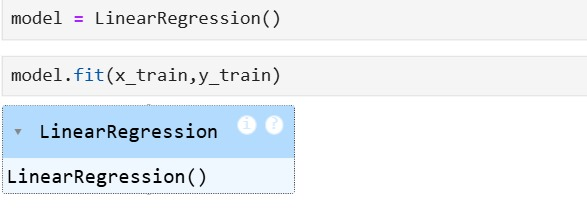 model = LinearRegression()
model.fit(x_train,y_train)
▾ LinearRegression i ?
LinearRegression()